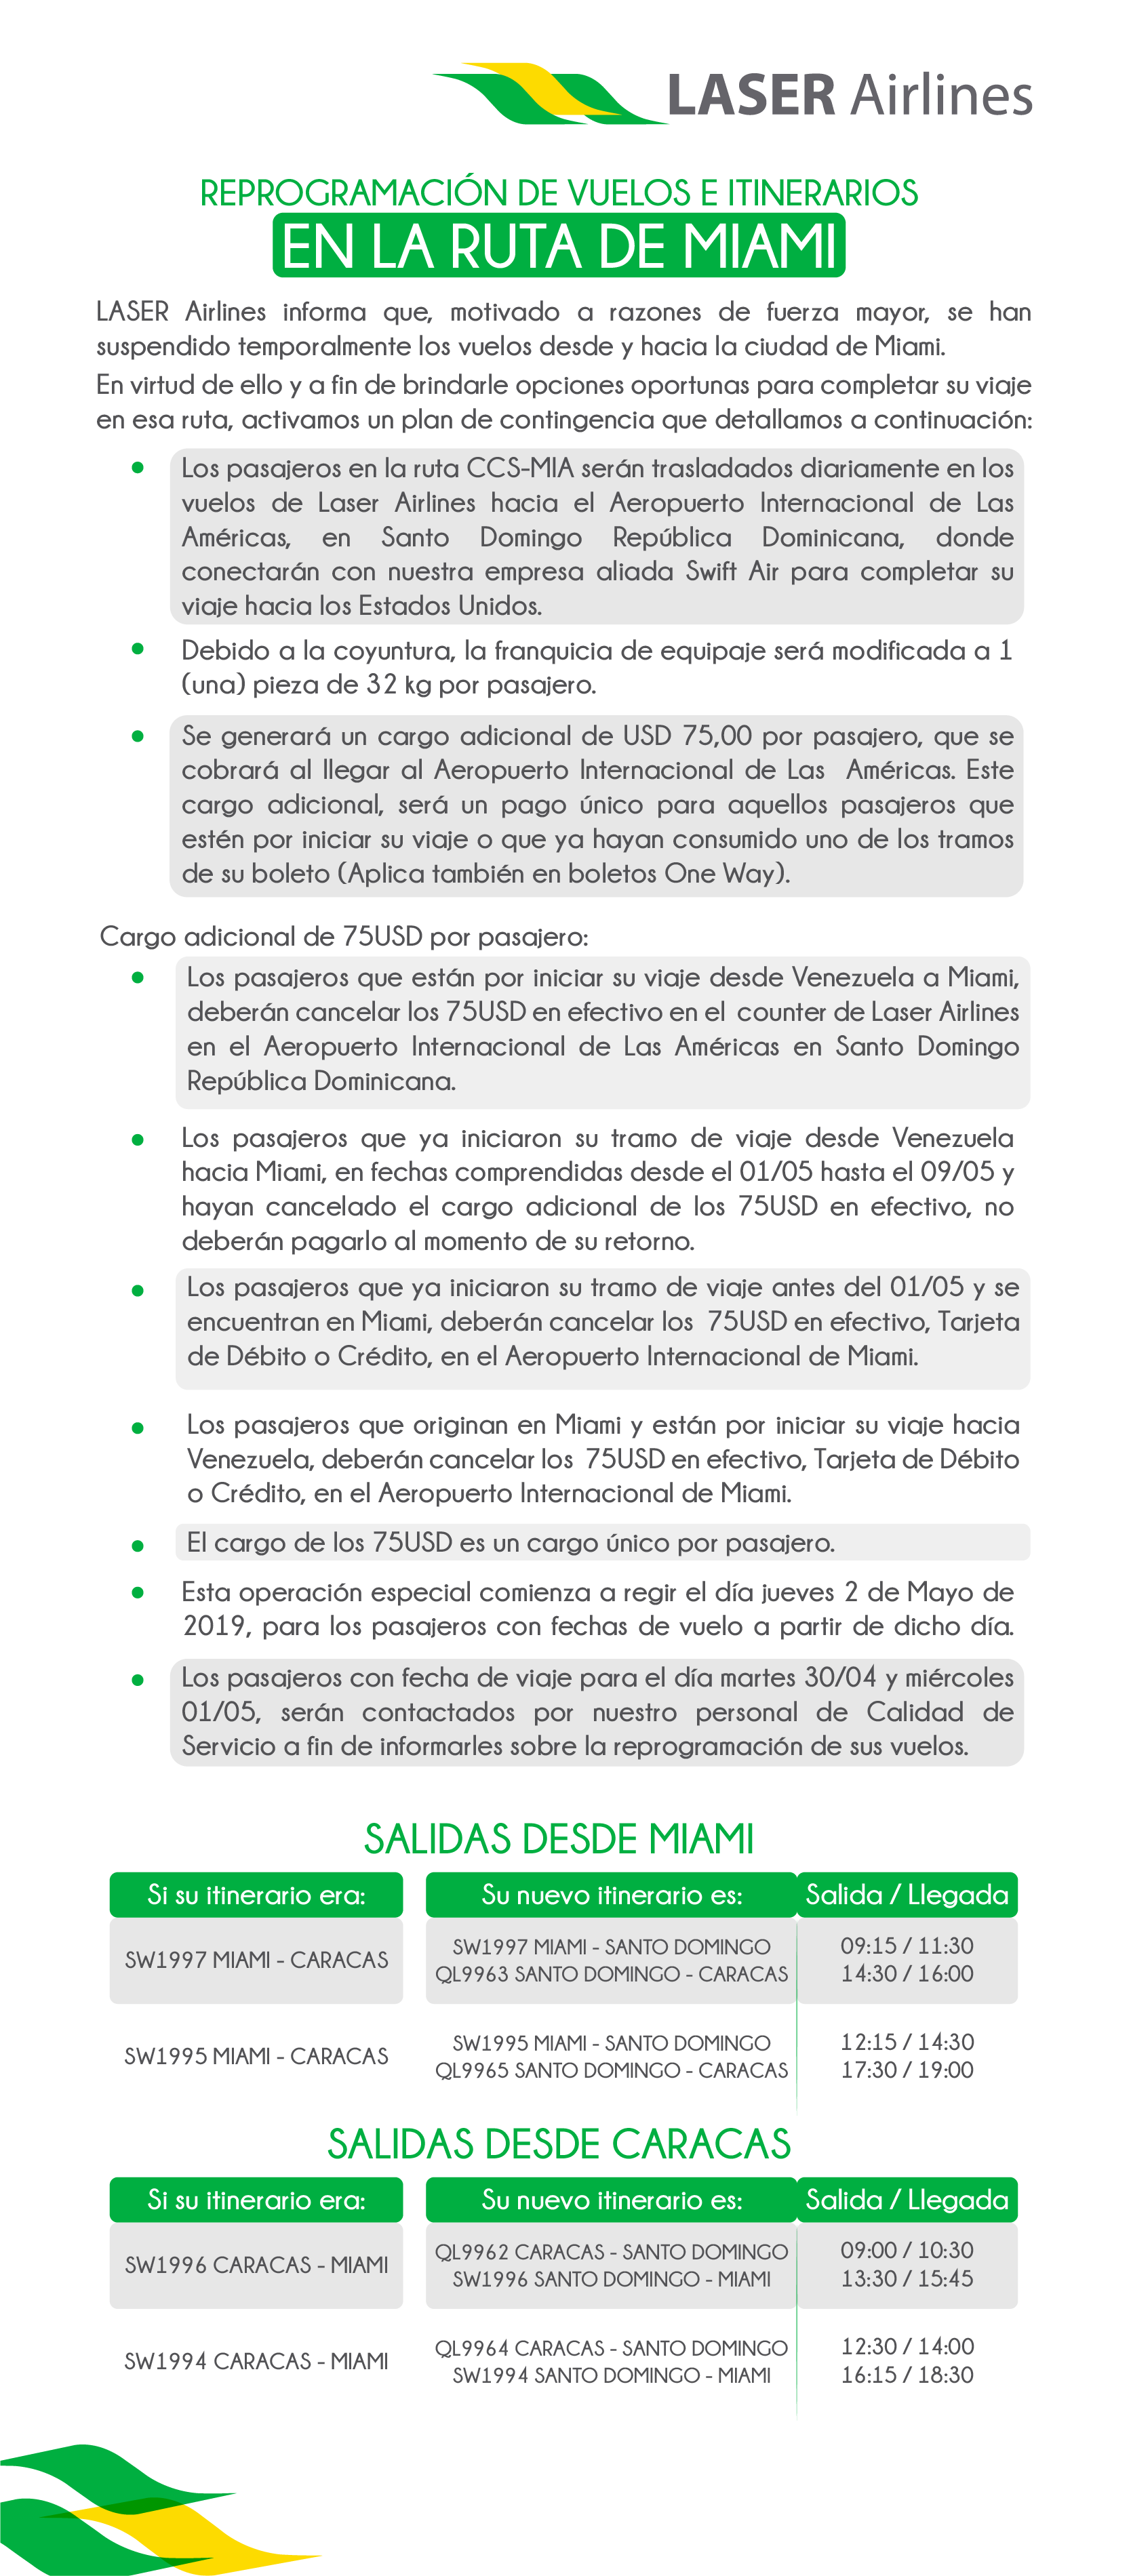 LASER Airlines
REPROGRAMACIÓN DE VUELOS E ITINERARIOS
EN LA RUTA DE MIAMI
LASER Airlines informa que, motivado a razones de fuerza mayor, se han
suspendido temporalmente los vuelos desde y hacia la ciudad de Miami.
En virtud de ello y a fin de brindarle opciones oportunas para completar su viaje
en esa ruta, activamos un plan de contingencia que detallamos a continuación:
• Los pasajeros en la ruta CCS-MIA serán trasladados diariamente en los
vuelos de Laser Airlines hacia el Aeropuerto Internacional de Las
Américas, en Santo Domingo República Dominicana, donde
conectarán con nuestra empresa aliada Swift Air para completar su
viaje hacia los Estados Unidos.
• Debido a la coyuntura, la franquicia de equipaje será modificada a 1
(una) pieza de 32 kg por pasajero.
• Se generará un cargo adicional de USD 75,00 por pasajero, que se
cobrará al llegar al Aeropuerto Internacional de Las Américas. Este
cargo adicional, será un pago único para aquellos pasajeros que
estén por iniciar su viaje o que ya hayan consumido uno de los tramos
de su boleto (Aplica también en boletos One Way).
Cargo adicional de 75USD por pasajero:
• Los pasajeros que están por iniciar su viaje desde Venezuela a Miami,
deberán cancelar los 75USD en efectivo en el counter de Laser Airlines
en el Aeropuerto Internacional de Las Américas en Santo Domingo
República Dominicana.
• Los pasajeros que ya iniciaron su tramo de viaje desde Venezuela
hacia Miami, en fechas comprendidas desde el 01/05 hasta el 09/05 y
hayan cancelado el cargo adicional de los 75USD en efectivo, no
deberán pagarlo al momento de su retorno.
• Los pasajeros que ya iniciaron su tramo de viaje antes del 01/05 y se
encuentran en Miami, deberán cancelar los 75USD en efectivo, Tarjeta
de Débito o Crédito, en el Aeropuerto Internacional de Miami.
• Los pasajeros que originan en Miami y están por iniciar su viaje hacia
Venezuela, deberán cancelar los 75USD en efectivo, Tarjeta de Débito
o Crédito, en el Aeropuerto Internacional de Miami.
• El cargo de los 75USD es un cargo único por pasajero.
• Esta operación especial comienza a regir el día jueves 2 de Mayo de
2019, para los pasajeros con fechas de vuelo a partir de dicho día.
• Los pasajeros con fecha de viaje para el día martes 30/04 y miércoles
01/05, serán contactados por nuestro personal de Calidad de
Servicio a fin de informarles sobre la reprogramación de sus vuelos.
SALIDAS DESDE MIAMI
Si su itinerario era: Su nuevo itinerario es: Salida / Llegada
SW1997 MIAMI - CARACAS
SW1997 MIAMI - SANTO DOMINGO 09:15 / 11:30
QL9963 SANTO DOMINGO - CARACAS 14:30 / 16:00
SW1995 MIAMI - CARACAS
SW1995 MIAMI - SANTO DOMINGO 12:15 / 14:30
QL9965 SANTO DOMINGO - CARACAS 17:30 / 19:00
SALIDAS DESDE CARACAS
Si su itinerario era: Su nuevo itinerario es: Salida / Llegada
SW1996 CARACAS - MIAMI
QL9962 CARACAS - SANTO DOMINGO 09:00 / 10:30
SW1996 SANTO DOMINGO - MIAMI 13:30 / 15:45
SW1994 CARACAS - MIAMI
QL9964 CARACAS - SANTO DOMINGO 12:30 / 14:00
SW1994 SANTO DOMINGO - MIAMI 16:15 / 18:30